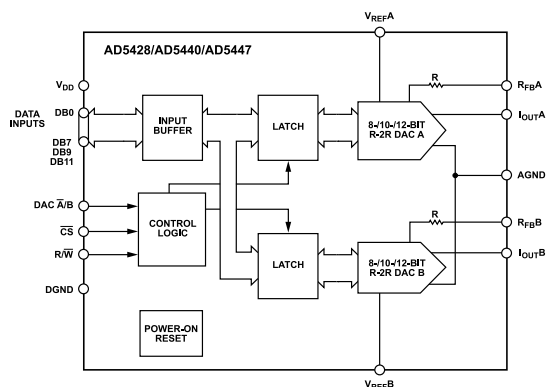 VREFA
AD5428/AD5440/AD5447
VDD
RFBA
R
DATA
INPUTS
DB0
DB7
DB9
DB11
INPUT
BUFFER
LATCH
8-/10-/12-BIT
R-2R DAC A
IOUTA
AGND
DAC A̅/B
C̅S̅
R/W̅
CONTROL
LOGIC
RFBB
R
LATCH
8-/10-/12-BIT
R-2R DAC B
IOUTB
DGND
POWER-ON
RESET
VREFB